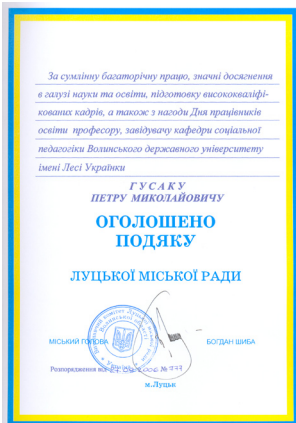 За сумлінну багаторічну працю, значні досягнення
в галузі науки та освіти, підготовку висококваліфі-
кованих кадрів, а також з нагоди Дня працівників
освіти професору, завідувачу кафедри соціальної
педагогіки Волинського державного університету
імені Лесі Українки
ГУСАКУ
ПЕТРУ МИКОЛАЙОВИЧУ
ОГОЛОШЕНО
ПОДЯКУ
ЛУЦЬКОЇ МІСЬКОЇ РАДИ
МІСЬКИЙ ГОЛОВА
БОГДАН ШИБА
Розпорядження від 2006 №
м.Луцьк